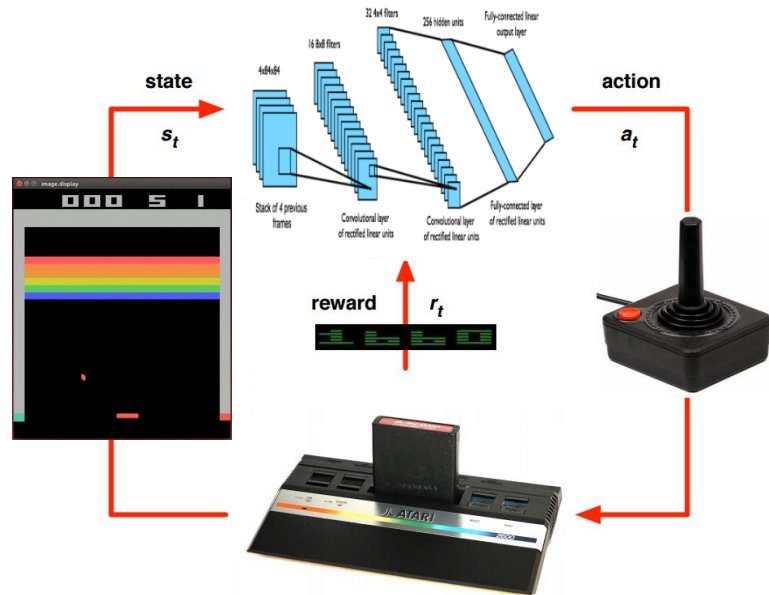 32 4x4 filters
256 hidden units
Fully-connected linear
output layer
16 8x8 filters
4x84x84
state
action
s_t
a_t
image.display
000 5 1
Stack of 4 previous
frames
Convolutional layer
of rectified linear units
Convolutional layer
of rectified linear units
Fully-connected layer
of rectified linear units
reward
r_t
1660
ATARI
2600